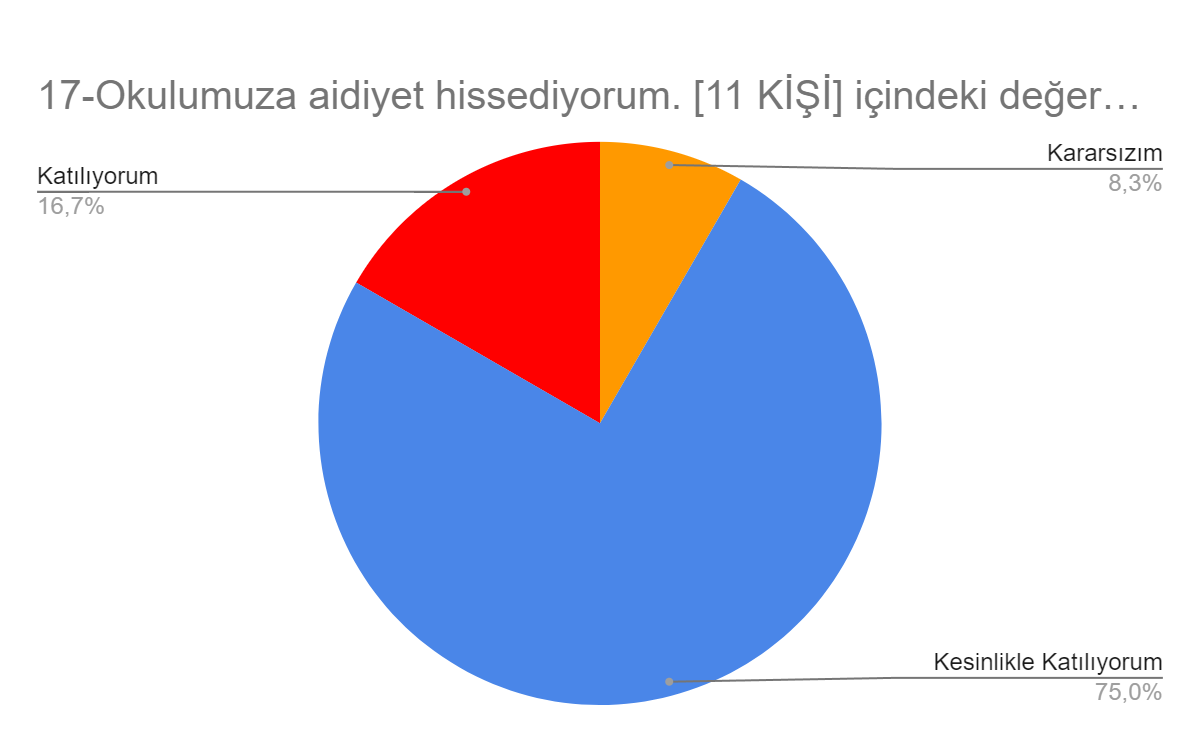 17-Okulumuza aidiyet hissediyorum. [11 KİŞİ] içindeki değer…
Kararsızım
8,3%
Katılıyorum
16,7%
Kesinlikle Katılıyorum
75,0%